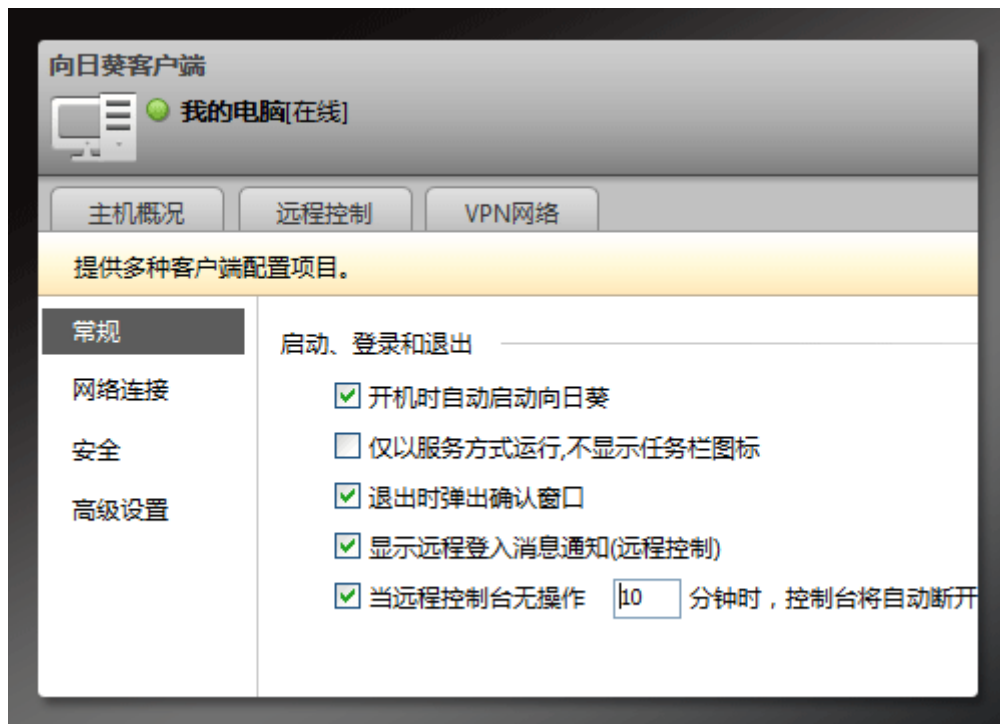 向日葵客户端
我的电脑[在线]
主机概况 远程控制 VPN网络
提供多种客户端配置项目。
常规
网络连接
安全
高级设置
启动、登录和退出
开机时自动启动向日葵
仅以服务方式运行,不显示任务栏图标
退出时弹出确认窗口
显示远程登入消息通知(远程控制)
当远程控制台无操作 10 分钟时，控制台将自动断开